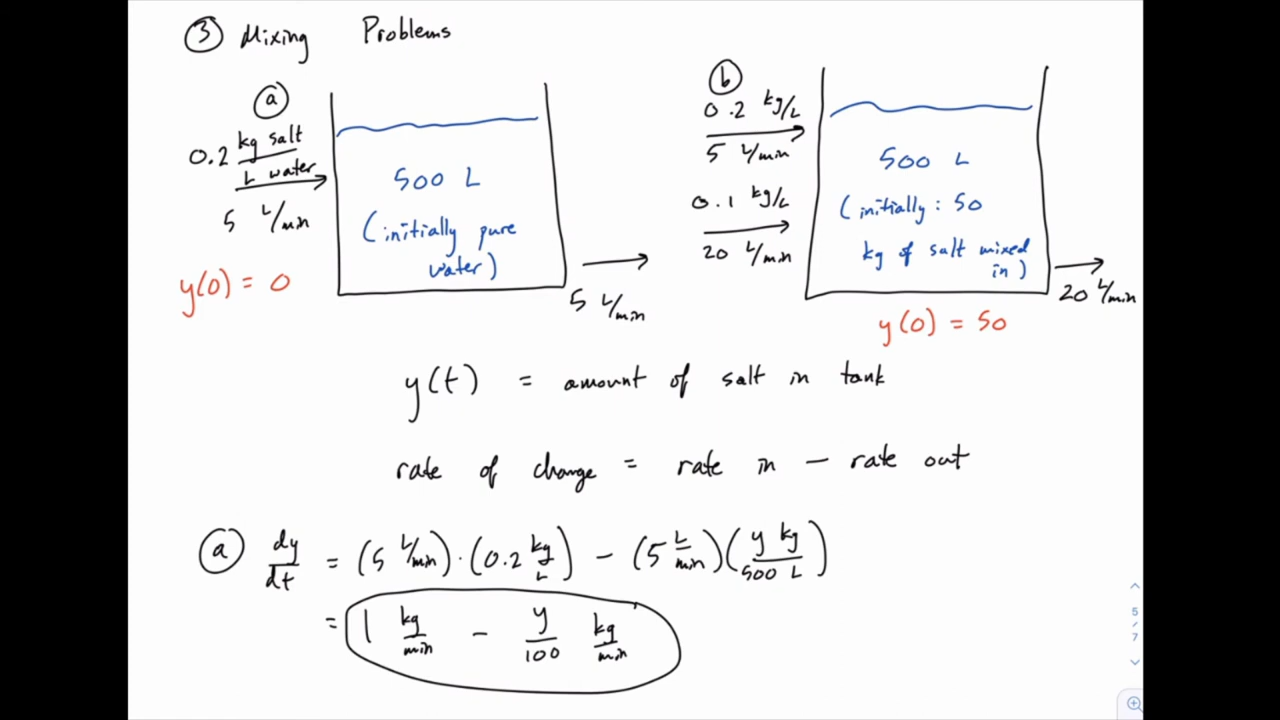 ③ Mixing Problems
ⓐ
0.2 kg salt / L water
5 L/min
y(0) = 0
500 L
(initially pure
water)
5 L/min
ⓑ
0.2 kg/L
5 L/min
0.1 kg/L
20 L/min
500 L
(initially: 50
kg of salt mixed
in)
20 L/min
y(0) = 50
y(t) = amount of salt in tank
rate of change = rate in - rate out
ⓐ dy/dt = (5 L/min) · (0.2 kg/L) - (5 L/min)(y kg/500 L)
= 1 kg/min - y/100 kg/min
5
/
7